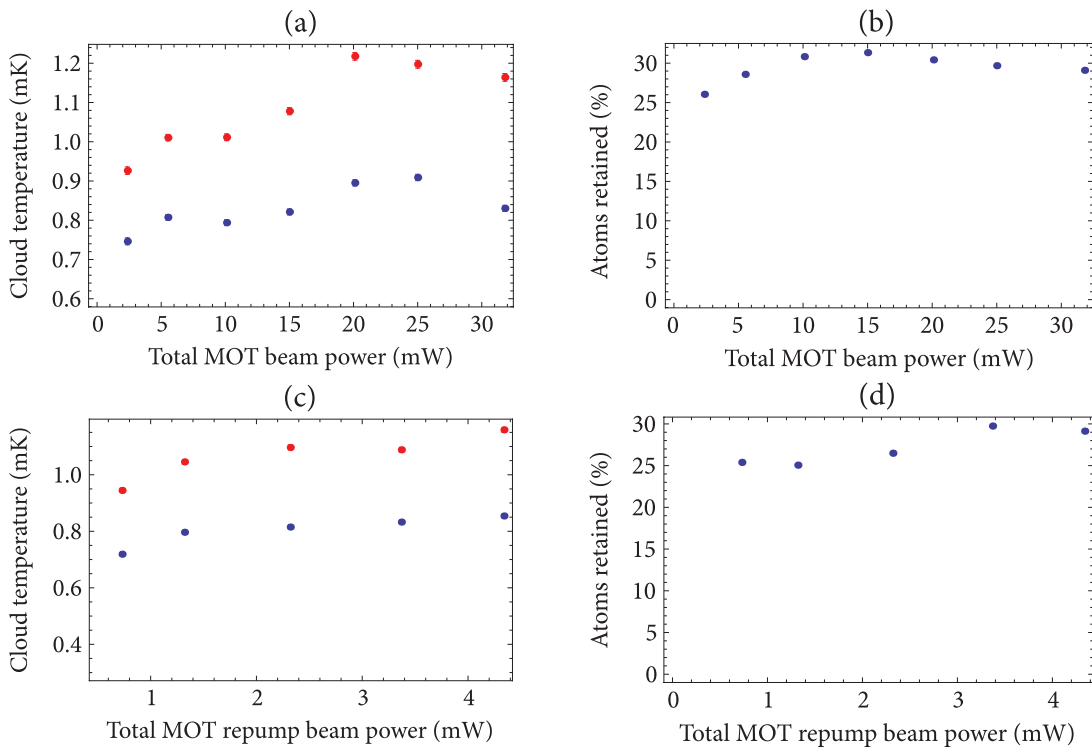 (a)
Cloud temperature (mK)
1.2
1.1
1.0
0.9
0.8
0.7
0.6
0 5 10 15 20 25 30
Total MOT beam power (mW)
(b)
Atoms retained (%)
30
25
20
15
10
5
0
0 5 10 15 20 25 30
Total MOT beam power (mW)
(c)
Cloud temperature (mK)
1.0
0.8
0.6
0.4
1 2 3 4
Total MOT repump beam power (mW)
(d)
Atoms retained (%)
30
25
20
15
10
5
0
0 1 2 3 4
Total MOT repump beam power (mW)